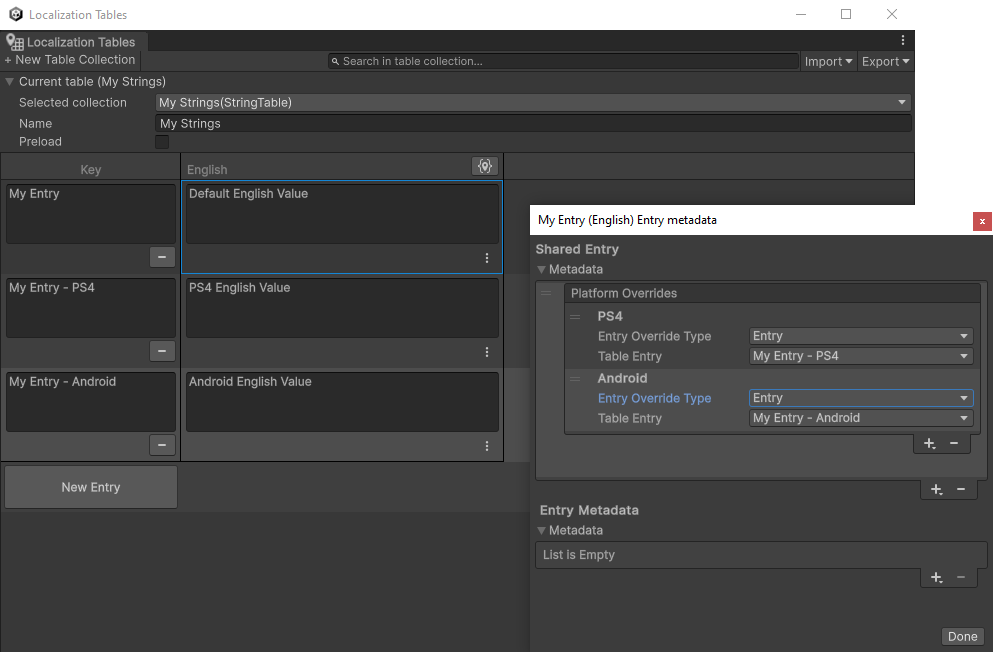 Localization Tables
Localization Tables
+ New Table Collection
Search in table collection...
Import
Export
Current table (My Strings)
Selected collection
My Strings(StringTable)
Name
My Strings
Preload
Key
English
My Entry
Default English Value
My Entry - PS4
PS4 English Value
My Entry - Android
Android English Value
New Entry
My Entry (English) Entry metadata
Shared Entry
Metadata
Platform Overrides
PS4
Entry Override Type
Entry
Table Entry
My Entry - PS4
Android
Entry Override Type
Entry
Table Entry
My Entry - Android
Entry Metadata
Metadata
List is Empty
Done